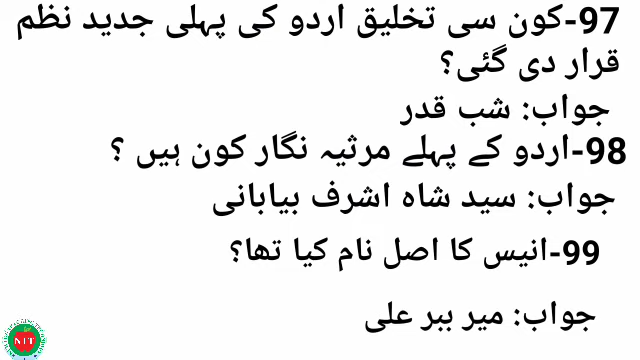 97-کون سی تخلیق اردو کی پہلی جدید نظم
قرار دی گئی؟
جواب: شب قدر
98-اردو کے پہلے مرثیہ نگار کون ہیں ؟
جواب: سید شاہ اشرف بیابانی
99-انیس کا اصل نام کیا تھا؟
جواب: میر ببر علی
NIT